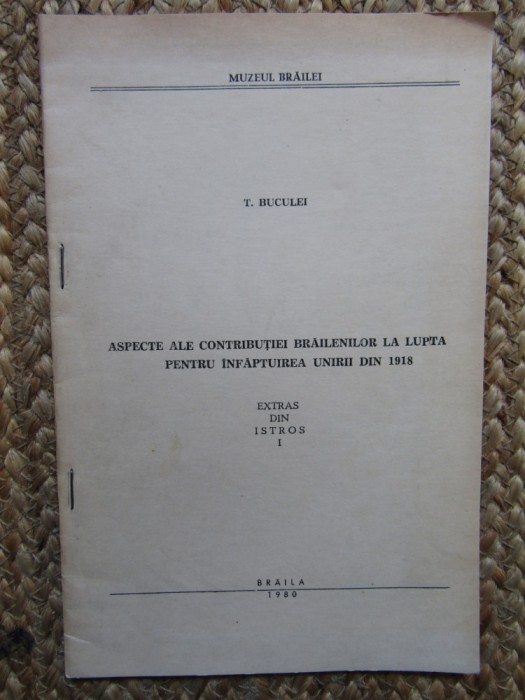 MUZEUL BRĂILEI
T. BUCULEI
ASPECTE ALE CONTRIBUȚIEI BRĂILENILOR LA LUPTA
PENTRU ÎNFĂPTUIREA UNIRII DIN 1918
EXTRAS
DIN
ISTROS
I
BRAILA
1980